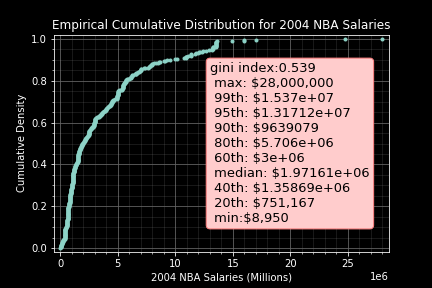 Empirical Cumulative Distribution for 2004 NBA Salaries
1.0
0.8
0.6
0.4
0.2
0.0
Cumulative Density
gini index:0.539
max: $28,000,000
99th: $1.537e+07
95th: $1.31712e+07
90th: $9639079
80th: $5.706e+06
60th: $3e+06
median: $1.97161e+06
40th: $1.35869e+06
20th: $751,167
min:$8,950
0 5 10 15 20 25
1e6
2004 NBA Salaries (Millions)